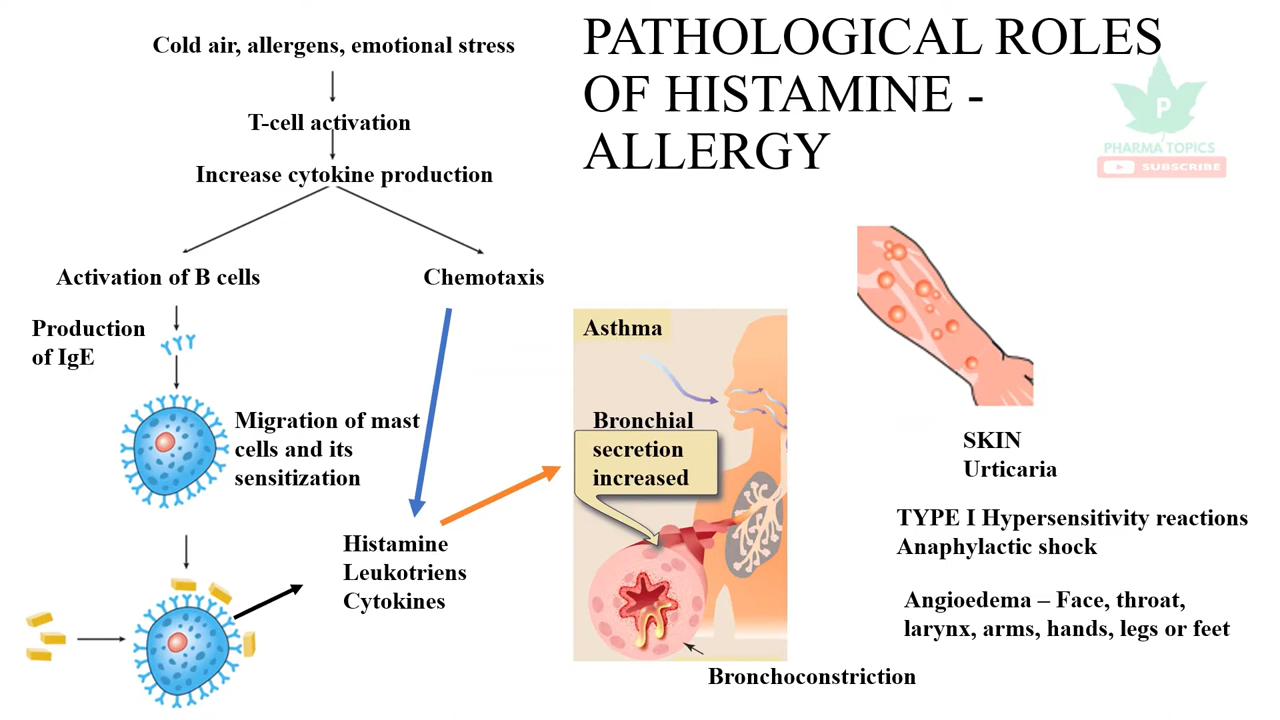 Cold air, allergens, emotional stress
T-cell activation
Increase cytokine production
Activation of B cells
Chemotaxis
Production
of IgE
Migration of mast
cells and its
sensitization
Histamine
Leukotriens
Cytokines
PATHOLOGICAL ROLES
OF HISTAMINE -
ALLERGY
P
PHARMA TOPICS
SUBSCRIBE
Asthma
Bronchial
secretion
increased
Bronchoconstriction
SKIN
Urticaria
TYPE I Hypersensitivity reactions
Anaphylactic shock
Angioedema – Face, throat,
larynx, arms, hands, legs or feet